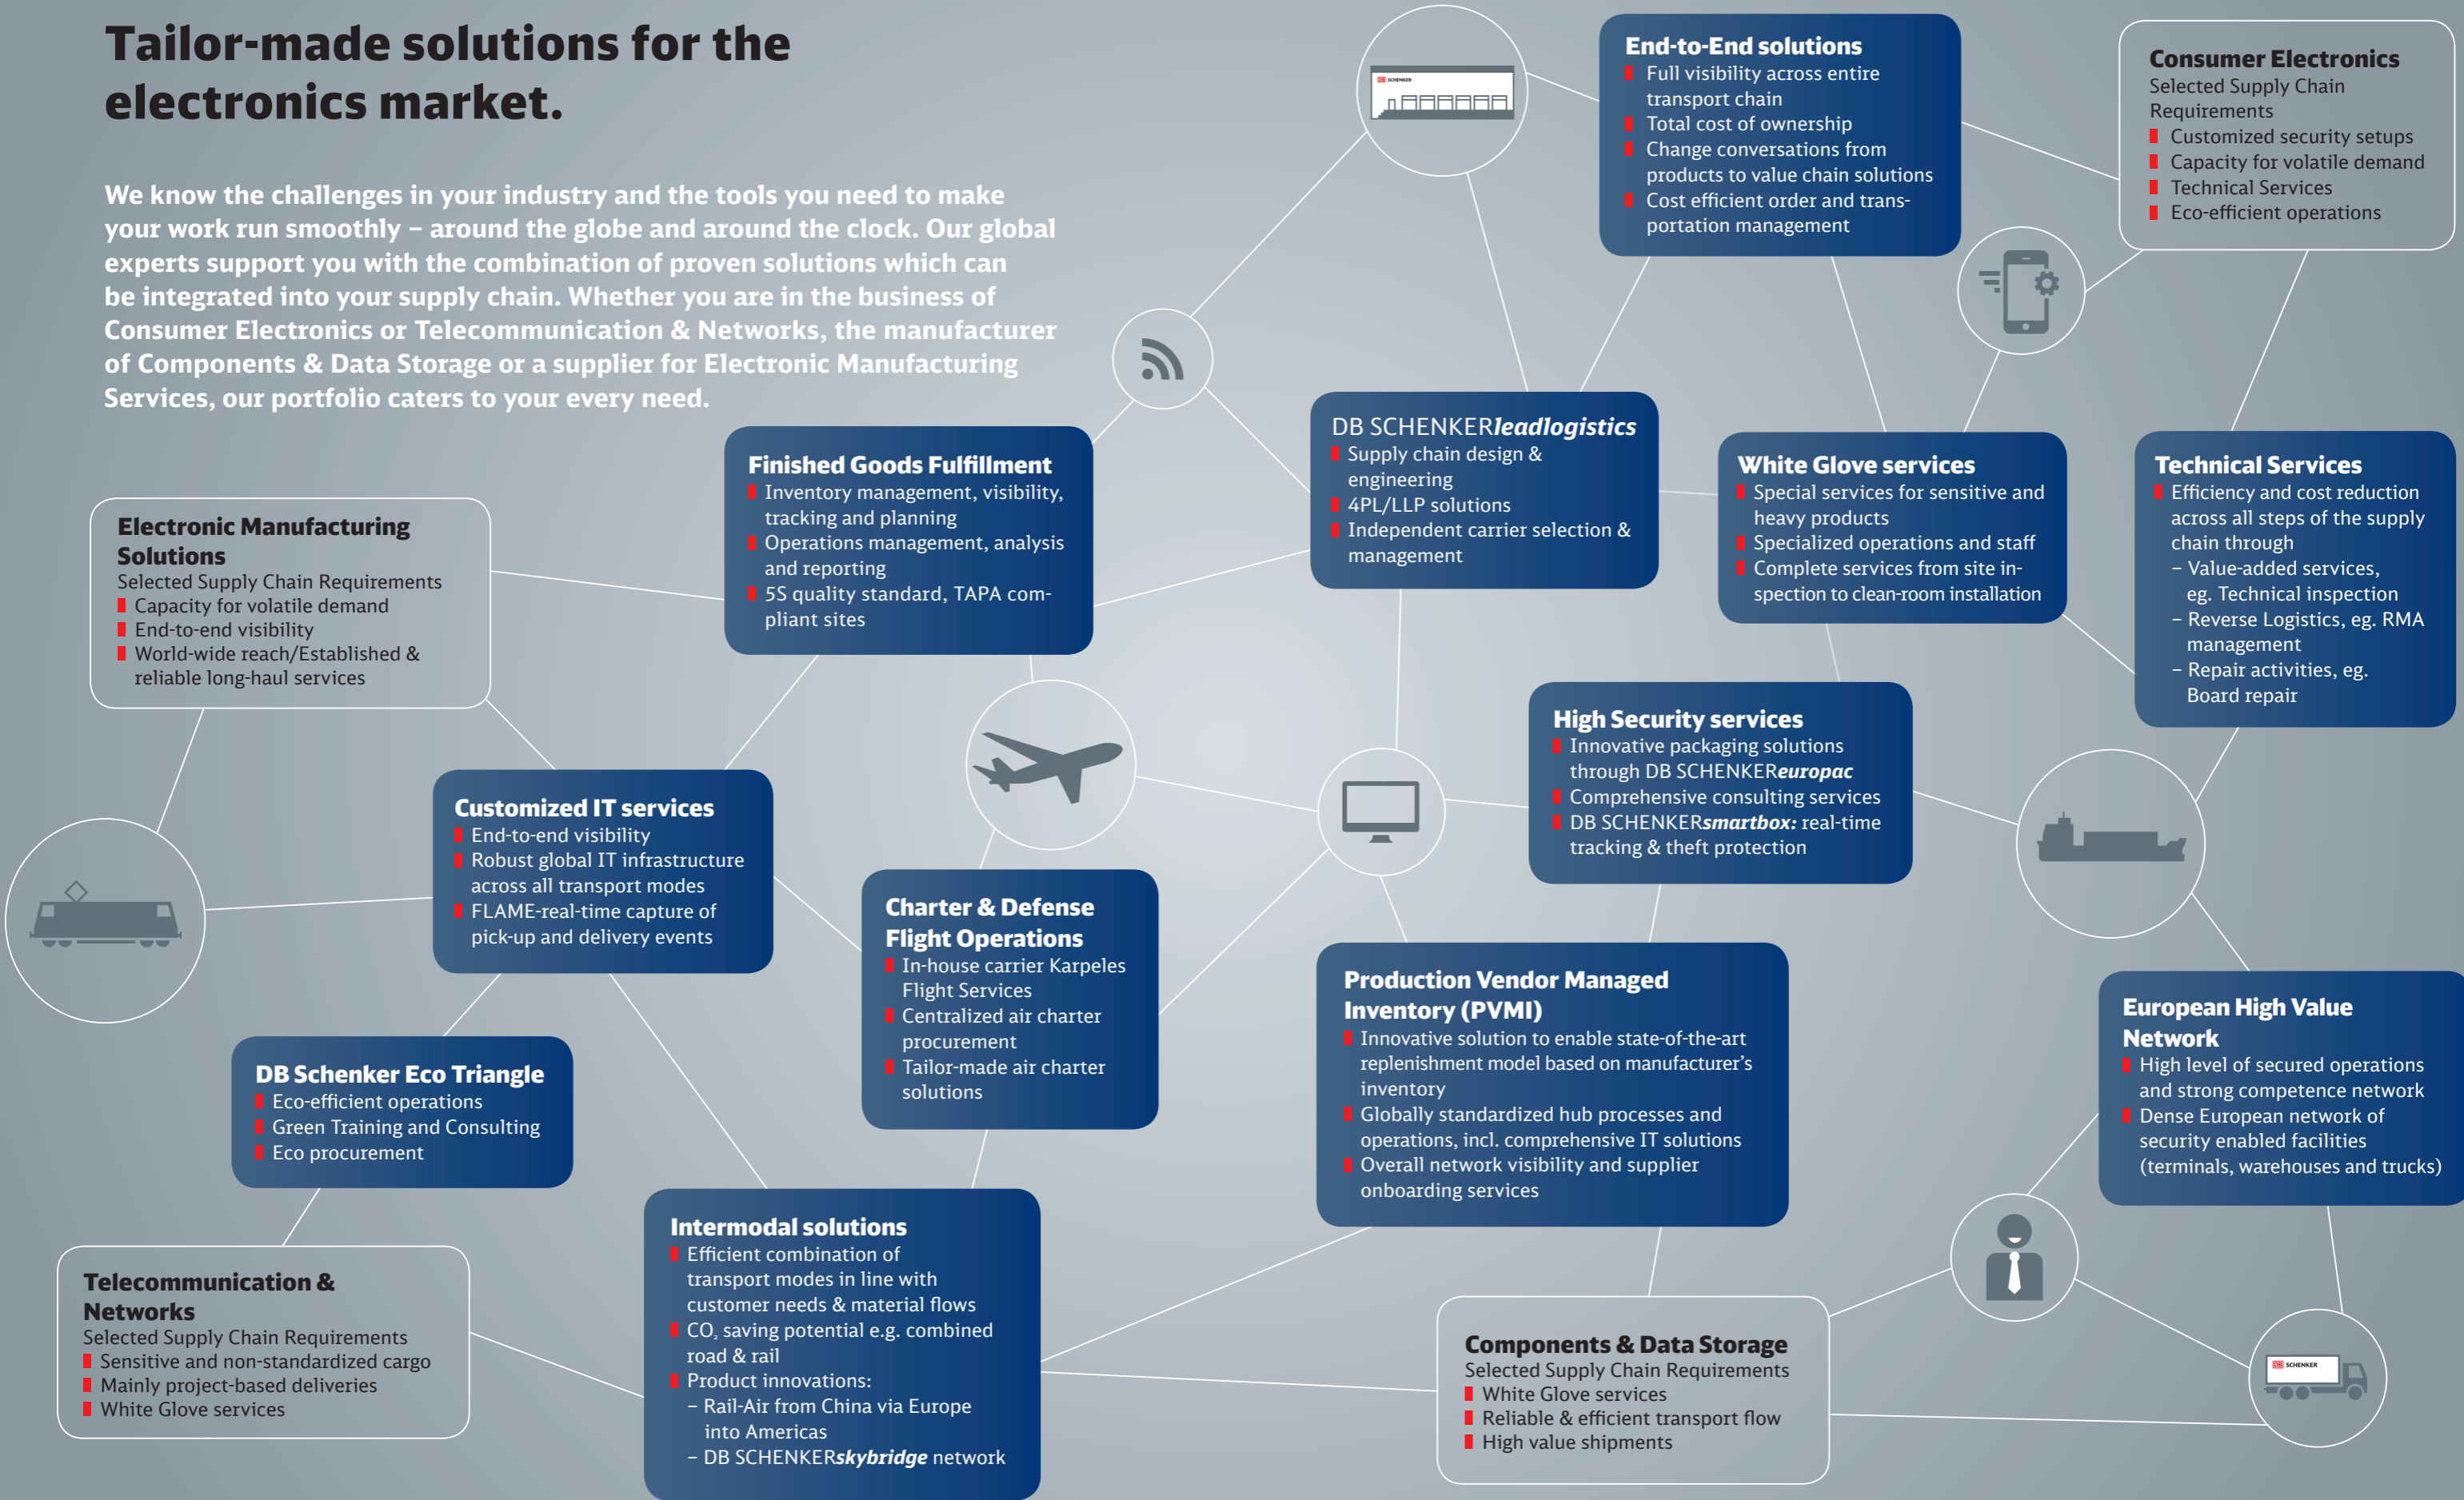 Tailor-made solutions for the
electronics market.
We know the challenges in your industry and the tools you need to make
your work run smoothly – around the globe and around the clock. Our global
experts support you with the combination of proven solutions which can
be integrated into your supply chain. Whether you are in the business of
Consumer Electronics or Telecommunication & Networks, the manufacturer
of Components & Data Storage or a supplier for Electronic Manufacturing
Services, our portfolio caters to your every need.
DB SCHENKER
End-to-End solutions
Full visibility across entire
transport chain
Total cost of ownership
Change conversations from
products to value chain solutions
Cost efficient order and trans-
portation management
Consumer Electronics
Selected Supply Chain
Requirements
Customized security setups
Capacity for volatile demand
Technical Services
Eco-efficient operations
Electronic Manufacturing
Solutions
Selected Supply Chain Requirements
Capacity for volatile demand
End-to-end visibility
World-wide reach/Established &
reliable long-haul services
Finished Goods Fulfillment
Inventory management, visibility,
tracking and planning
Operations management, analysis
and reporting
5S quality standard, TAPA com-
pliant sites
DB SCHENKERleadlogistics
Supply chain design &
engineering
4PL/LLP solutions
Independent carrier selection &
management
White Glove services
Special services for sensitive and
heavy products
Specialized operations and staff
Complete services from site in-
spection to clean-room installation
Technical Services
Efficiency and cost reduction
across all steps of the supply
chain through
– Value-added services,
eg. Technical inspection
– Reverse Logistics, eg. RMA
management
– Repair activities, eg.
Board repair
Customized IT services
End-to-end visibility
Robust global IT infrastructure
across all transport modes
FLAME-real-time capture of
pick-up and delivery events
High Security services
Innovative packaging solutions
through DB SCHENKEReuropac
Comprehensive consulting services
DB SCHENKERsmartbox: real-time
tracking & theft protection
Charter & Defense
Flight Operations
In-house carrier Karpeles
Flight Services
Centralized air charter
procurement
Tailor-made air charter
solutions
Production Vendor Managed
Inventory (PVMI)
Innovative solution to enable state-of-the-art
replenishment model based on manufacturer's
inventory
Globally standardized hub processes and
operations, incl. comprehensive IT solutions
Overall network visibility and supplier
onboarding services
European High Value
Network
High level of secured operations
and strong competence network
Dense European network of
security enabled facilities
(terminals, warehouses and trucks)
DB Schenker Eco Triangle
Eco-efficient operations
Green Training and Consulting
Eco procurement
Intermodal solutions
Efficient combination of
transport modes in line with
customer needs & material flows
CO₂ saving potential e.g. combined
road & rail
Product innovations:
– Rail-Air from China via Europe
into Americas
– DB SCHENKERskybridge network
Telecommunication &
Networks
Selected Supply Chain Requirements
Sensitive and non-standardized cargo
Mainly project-based deliveries
White Glove services
Components & Data Storage
Selected Supply Chain Requirements
White Glove services
Reliable & efficient transport flow
High value shipments
DB SCHENKER